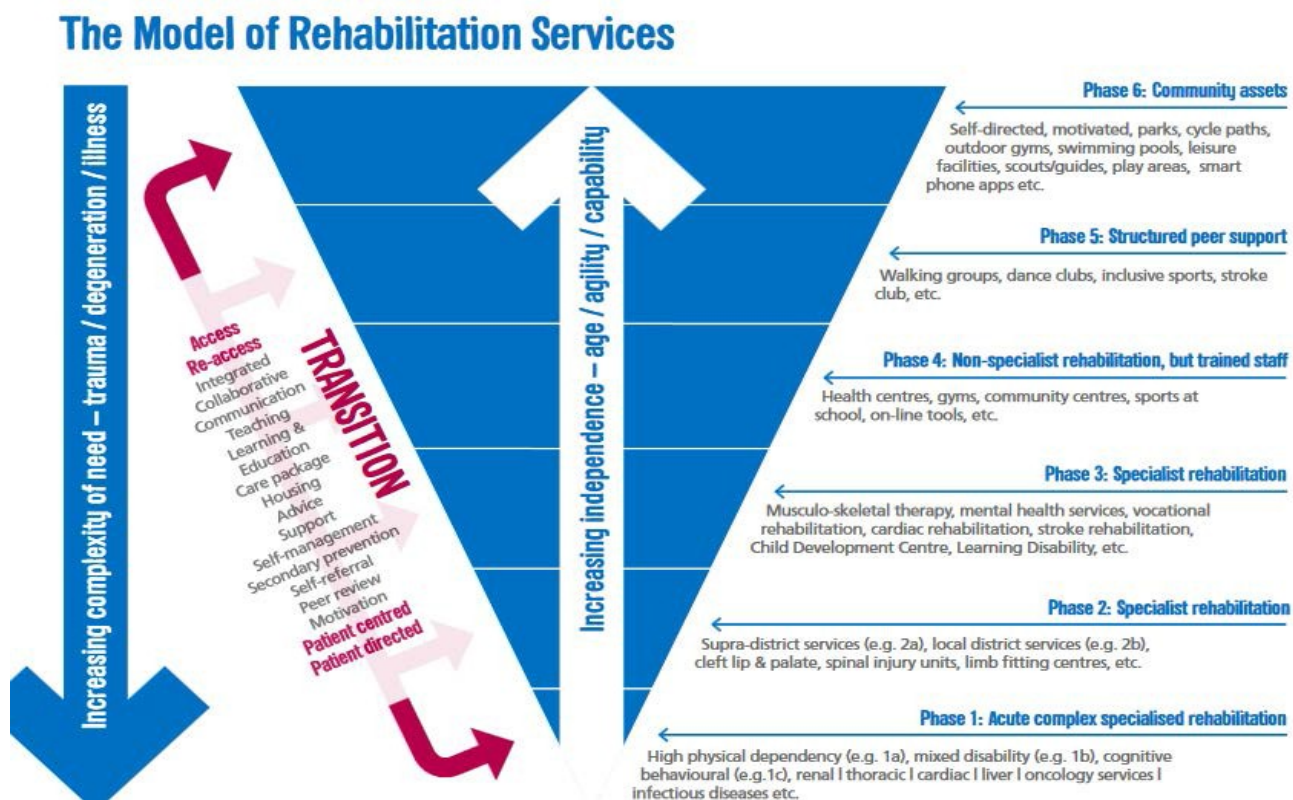 The Model of Rehabilitation Services
Increasing complexity of need – trauma / degeneration / illness
Access
Re-access
Integrated
Collaborative
Communication
Teaching
Learning &
Education
Care package
Housing
Advice
Support
Self-management
Secondary prevention
Self-referral
Peer review
Motivation
Patient centred
Patient directed
TRANSITION
Increasing independence – age / agility / capability
Phase 6: Community assets
Self-directed, motivated, parks, cycle paths,
outdoor gyms, swimming pools, leisure
facilities, scouts/guides, play areas, smart
phone apps etc.
Phase 5: Structured peer support
Walking groups, dance clubs, inclusive sports, stroke
club, etc.
Phase 4: Non-specialist rehabilitation, but trained staff
Health centres, gyms, community centres, sports at
school, on-line tools, etc.
Phase 3: Specialist rehabilitation
Musculo-skeletal therapy, mental health services, vocational
rehabilitation, cardiac rehabilitation, stroke rehabilitation,
Child Development Centre, Learning Disability, etc.
Phase 2: Specialist rehabilitation
Supra-district services (e.g. 2a), local district services (e.g. 2b),
cleft lip & palate, spinal injury units, limb fitting centres, etc.
Phase 1: Acute complex specialised rehabilitation
High physical dependency (e.g. 1a), mixed disability (e.g. 1b), cognitive
behavioural (e.g.1c), renal l thoracic l cardiac l liver l oncology services l
infectious diseases etc.